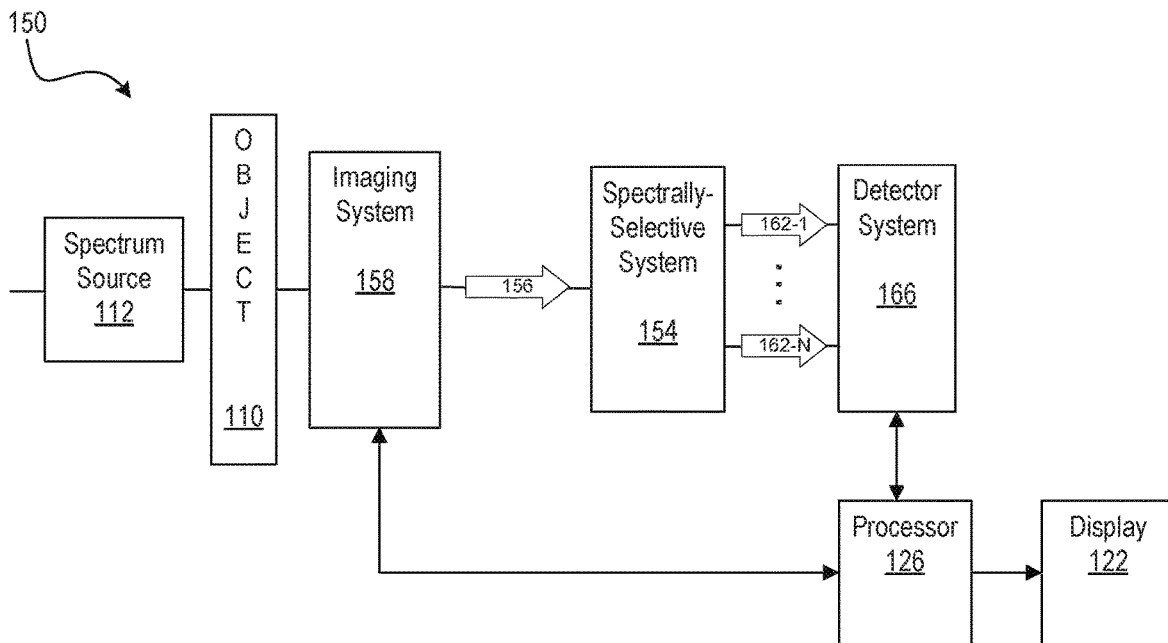 150
Spectrum
Source
112
O
B
J
E
C
T
110
Imaging
System
158
156
Spectrally-
Selective
System
154
162-1
162-N
Detector
System
166
Processor
126
Display
122